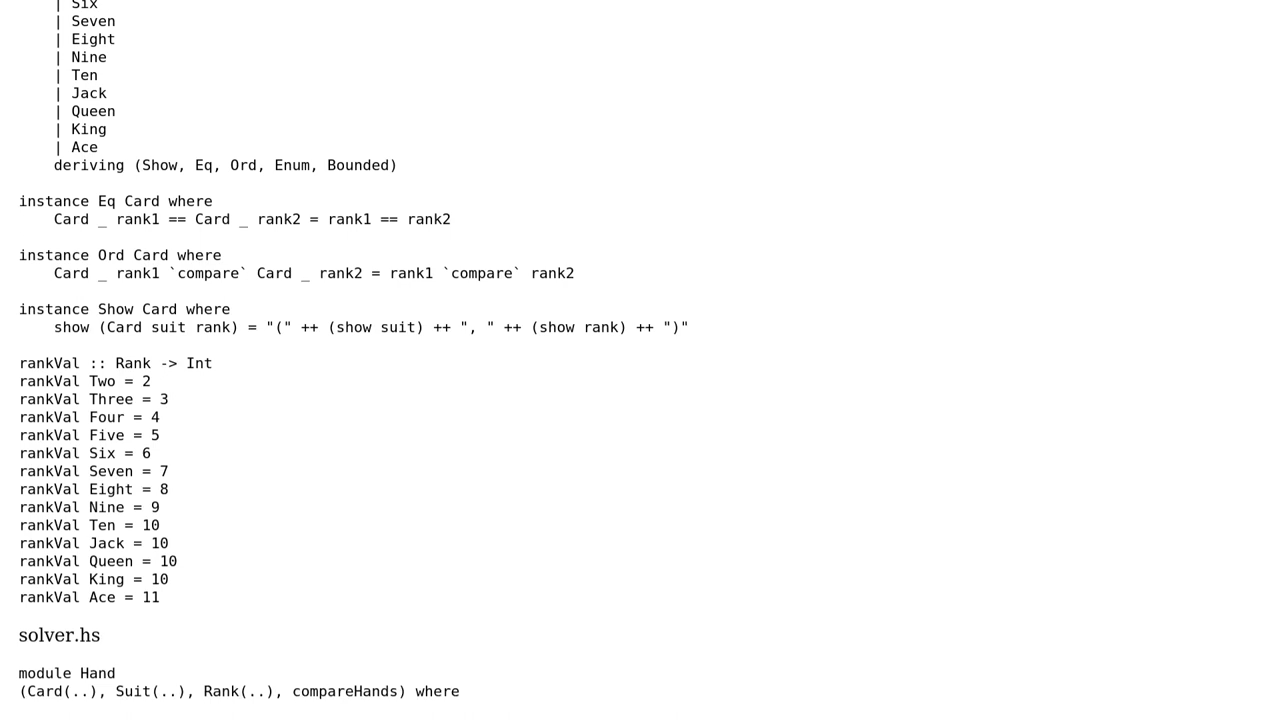 | Six
| Seven
| Eight
| Nine
| Ten
| Jack
| Queen
| King
| Ace
deriving (Show, Eq, Ord, Enum, Bounded)
instance Eq Card where
Card _ rank1 == Card _ rank2 = rank1 == rank2
instance Ord Card where
Card _ rank1 `compare` Card _ rank2 = rank1 `compare` rank2
instance Show Card where
show (Card suit rank) = "(" ++ (show suit) ++ ", " ++ (show rank) ++ ")"
rankVal :: Rank -> Int
rankVal Two = 2
rankVal Three = 3
rankVal Four = 4
rankVal Five = 5
rankVal Six = 6
rankVal Seven = 7
rankVal Eight = 8
rankVal Nine = 9
rankVal Ten = 10
rankVal Jack = 10
rankVal Queen = 10
rankVal King = 10
rankVal Ace = 11
solver.hs
module Hand
(Card(..), Suit(..), Rank(..), compareHands) where